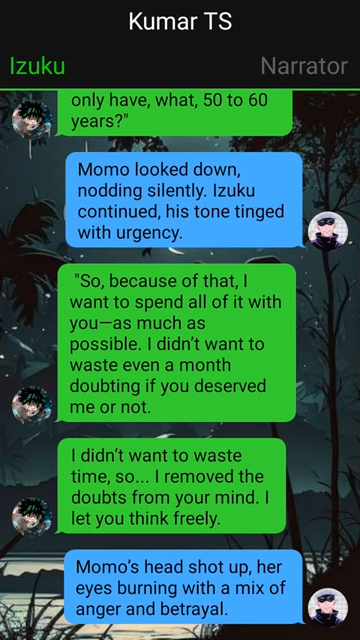 Kumar TS
Izuku
Narrator
only have, what, 50 to 60
years?"
Momo looked down,
nodding silently. Izuku
continued, his tone tinged
with urgency.
"So, because of that, I
want to spend all of it with
you—as much as
possible. I didn't want to
waste even a month
doubting if you deserved
me or not.
I didn't want to waste
time, so... I removed the
doubts from your mind. I
let you think freely.
Momo's head shot up, her
eyes burning with a mix of
anger and betrayal.